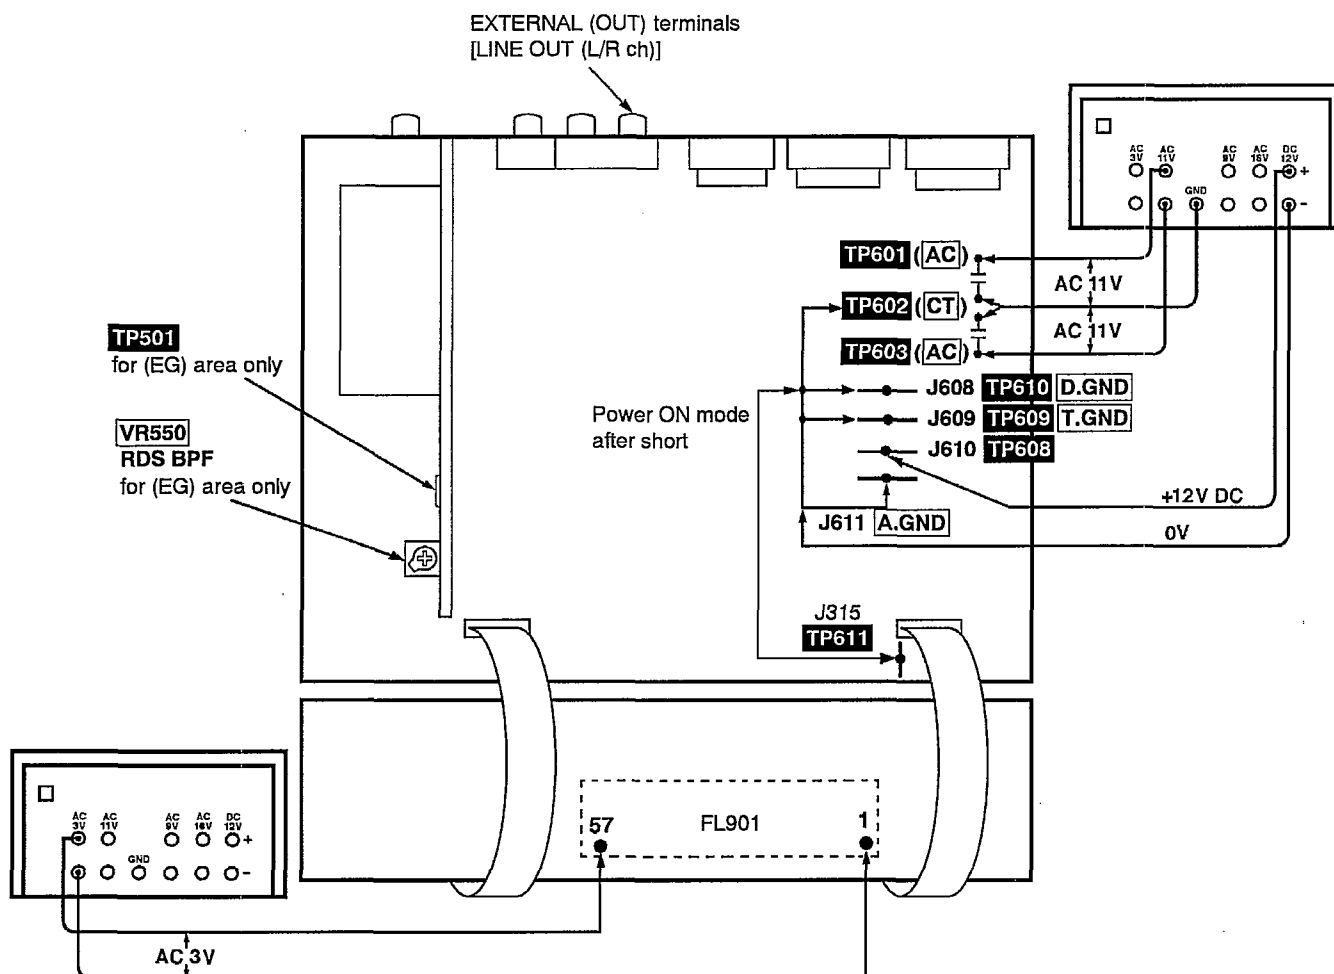 EXTERNAL (OUT) terminals
[LINE OUT (L/R ch)]
AC 3V
AC 11V
AC 9V
AC 16V
DC 12V
+
GND
-
TP601 (AC)
AC 11V
TP602 (CT)
AC 11V
TP603 (AC)
TP501
for (EG) area only
VR550
RDS BPF
for (EG) area only
Power ON mode
after short
J608 TP610 D.GND
J609 TP609 T.GND
J610 TP608
+12V DC
J611 A.GND
0V
J315
TP611
AC 3V
AC 11V
AC 9V
AC 16V
DC 12V
+
GND
-
57
FL901
1
AC 3V